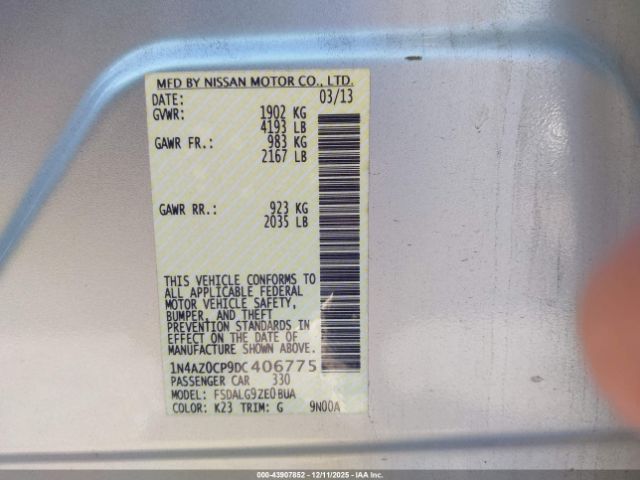 MFD BY NISSAN MOTOR CO., LTD.
DATE: 03/13
GVWR: 1902 KG
4193 LB
GAWR FR.: 983 KG
2167 LB
GAWR RR.: 923 KG
2035 LB
THIS VEHICLE CONFORMS TO
ALL APPLICABLE FEDERAL
MOTOR VEHICLE SAFETY,
BUMPER, AND THEFT
PREVENTION STANDARDS IN
EFFECT ON THE DATE OF
MANUFACTURE SHOWN ABOVE.
1N4AZ0CP9DC406775
PASSENGER CAR 330
MODEL: FSDALG9ZE0BUA
COLOR: K23 TRIM: G 9N00A
000-43907852 • 12/11/2025 • IAA Inc.